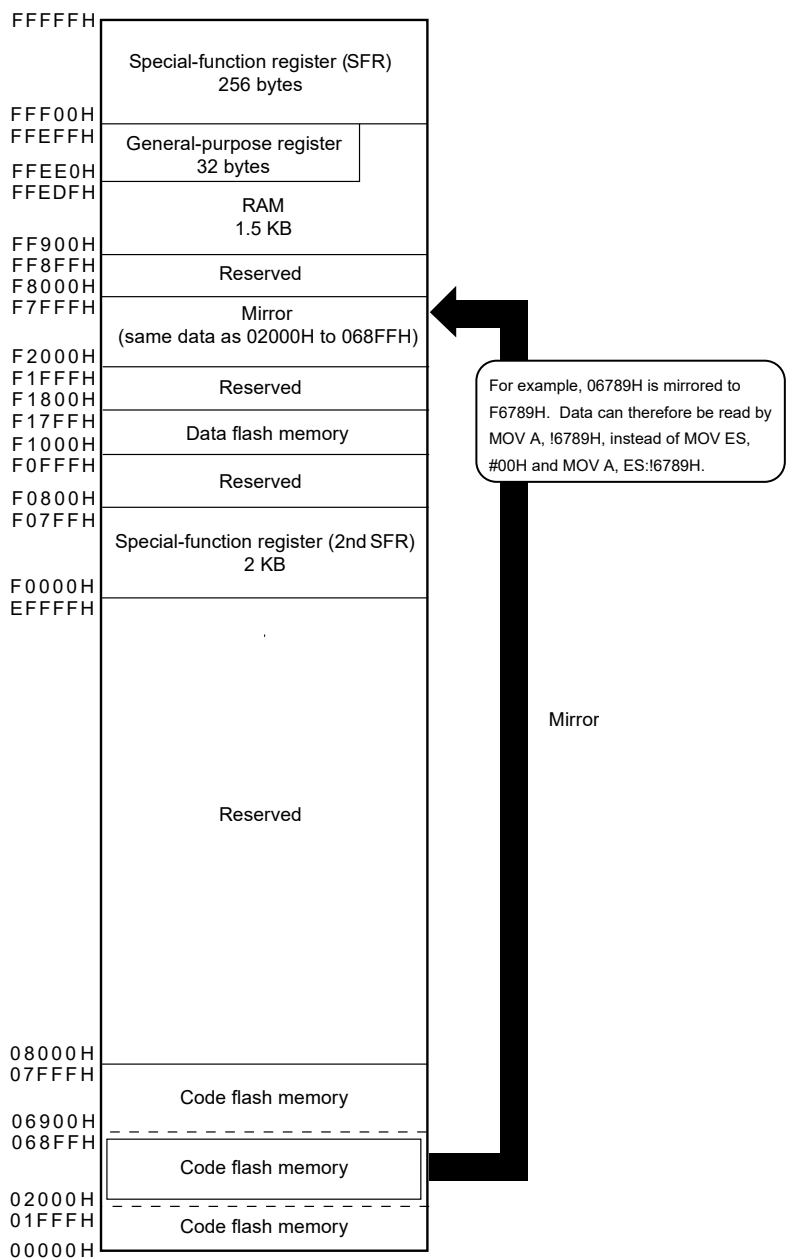 FFFFFH
Special-function register (SFR)
256 bytes
FFF00H
FFEFFH
General-purpose register
32 bytes
FFEE0H
FFEDFH
RAM
1.5 KB
FF900H
FF8FFH
Reserved
F8000H
F7FFFH
Mirror
(same data as 02000H to 068FFH)
F2000H
F1FFFH
Reserved
F1800H
F17FFH
Data flash memory
F1000H
F0FFFH
Reserved
F0800H
F07FFH
Special-function register (2nd SFR)
2 KB
F0000H
EFFFFH
Reserved
08000H
07FFFH
Code flash memory
06900H
068FFH
Code flash memory
02000H
01FFFH
Code flash memory
00000H
For example, 06789H is mirrored to
F6789H. Data can therefore be read by
MOV A, !6789H, instead of MOV ES,
#00H and MOV A, ES:!6789H.
Mirror